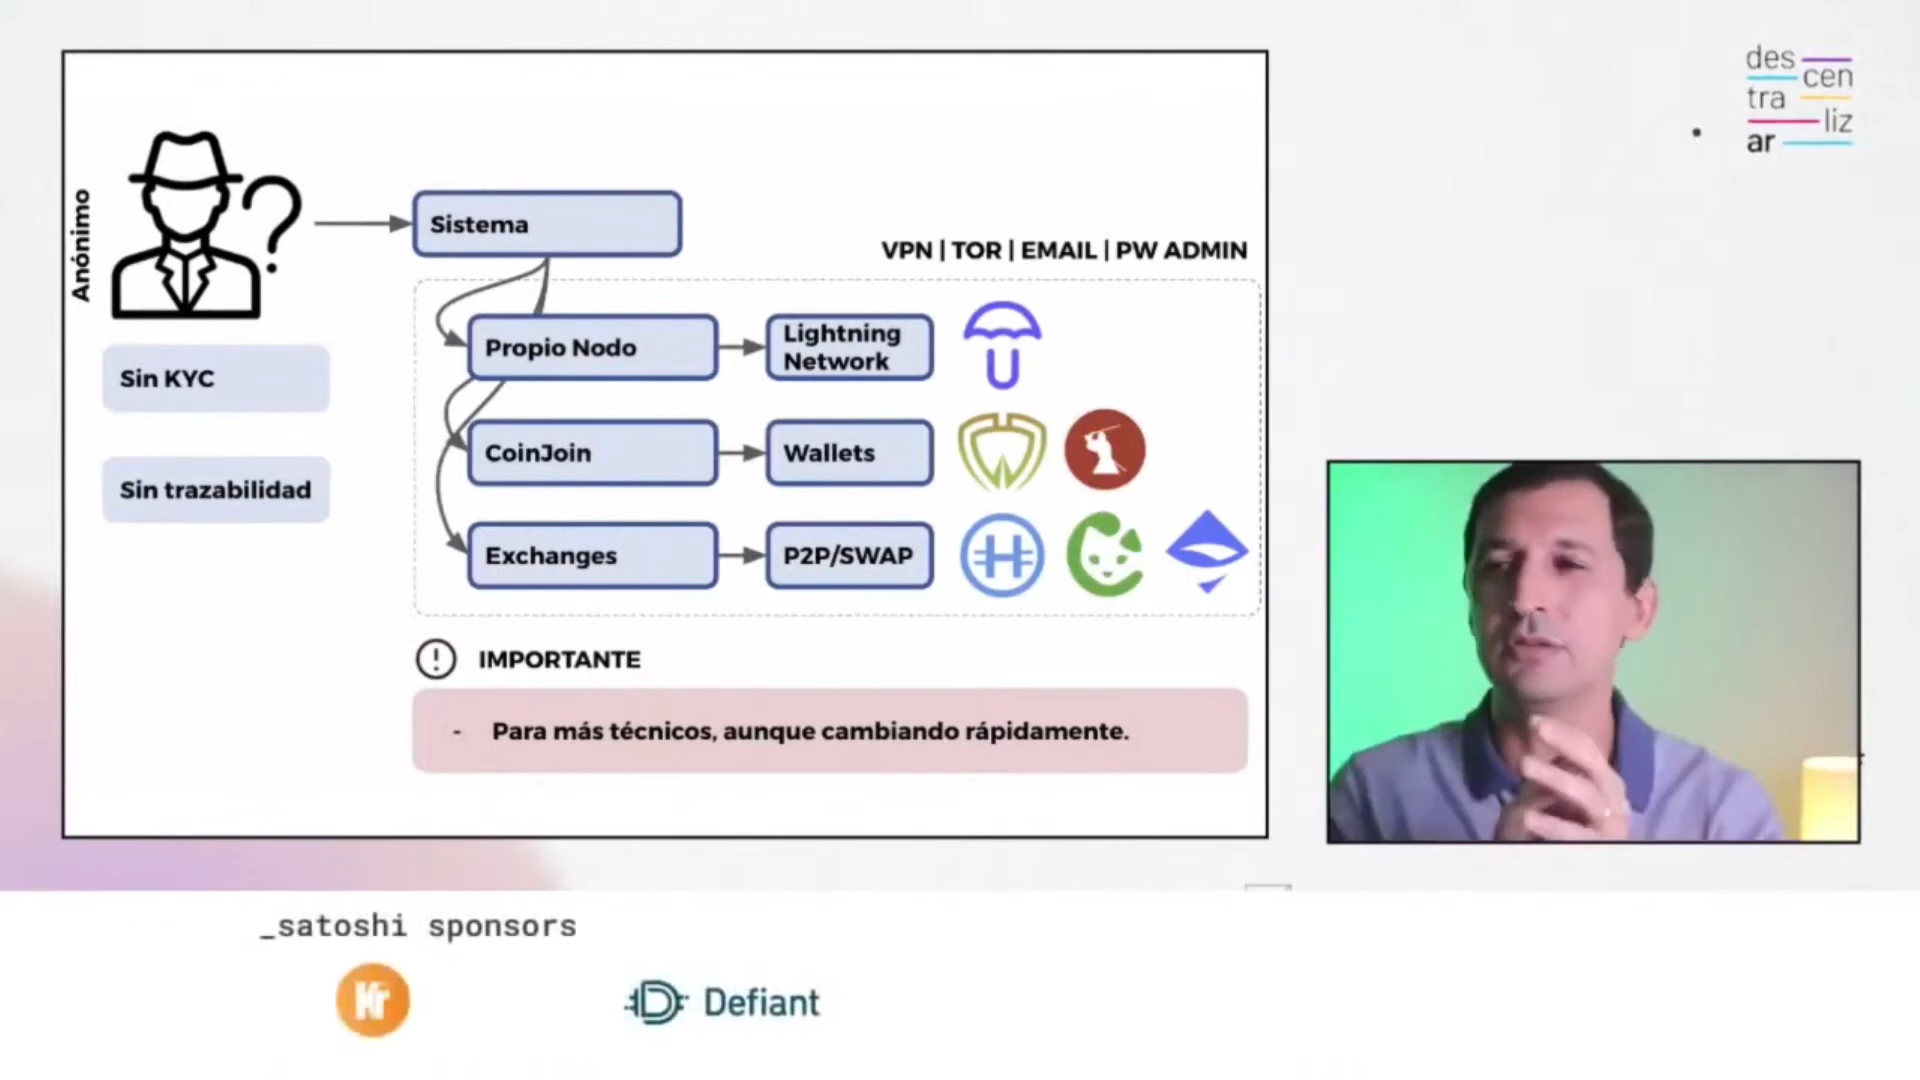 des
cen
tra
liz
ar
Anónimo
Sistema
VPN | TOR | EMAIL | PW ADMIN
Propio Nodo
Lightning
Network
Sin KYC
CoinJoin
Wallets
Sin trazabilidad
Exchanges
P2P/SWAP
IMPORTANTE
- Para más técnicos, aunque cambiando rápidamente.
_satoshi sponsors
Kr
Defiant